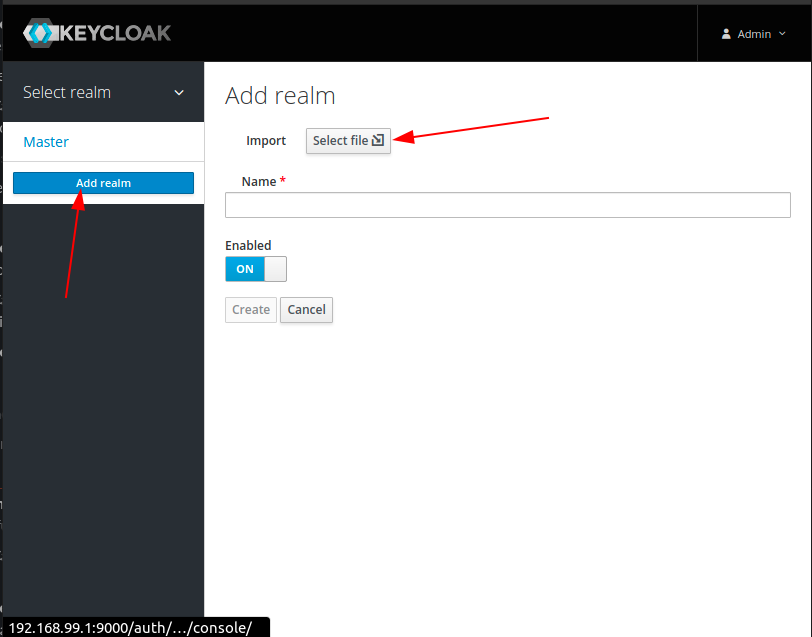 KEYCLOAK
Admin
Select realm
Master
Add realm
Add realm
Import
Select file
Name *
Enabled
ON
Create
Cancel
192.168.99.1:9000/auth/.../console/